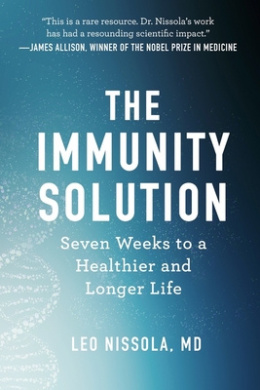 "This is a rare resource. Dr. Nissola's work
has had a resounding scientific impact."
—JAMES ALLISON, WINNER OF THE NOBEL PRIZE IN MEDICINE
THE
IMMUNITY
SOLUTION
Seven Weeks to a
Healthier and
Longer Life
LEO NISSOLA, MD